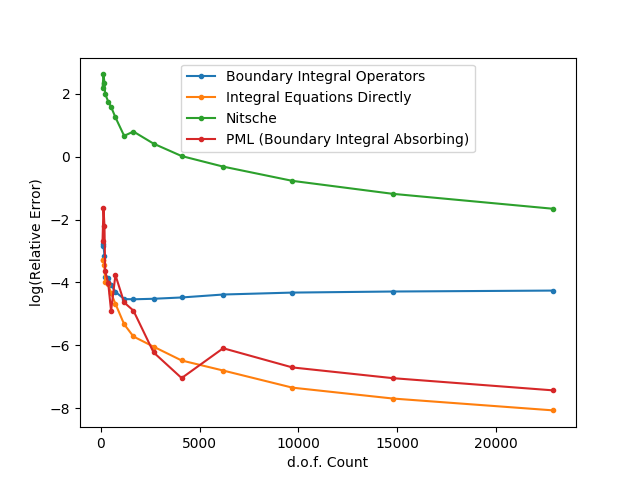 Boundary Integral Operators
Integral Equations Directly
Nitsche
PML (Boundary Integral Absorbing)
log(Relative Error)
2
0
−2
−4
−6
−8
0 5000 10000 15000 20000
d.o.f. Count